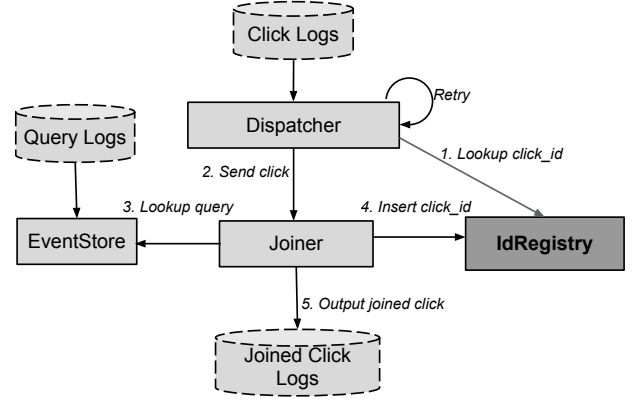 Click Logs
Retry
Dispatcher
Query Logs
1. Lookup click_id
2. Send click
3. Lookup query
4. Insert click_id
EventStore
Joiner
IdRegistry
5. Output joined click
Joined Click
Logs